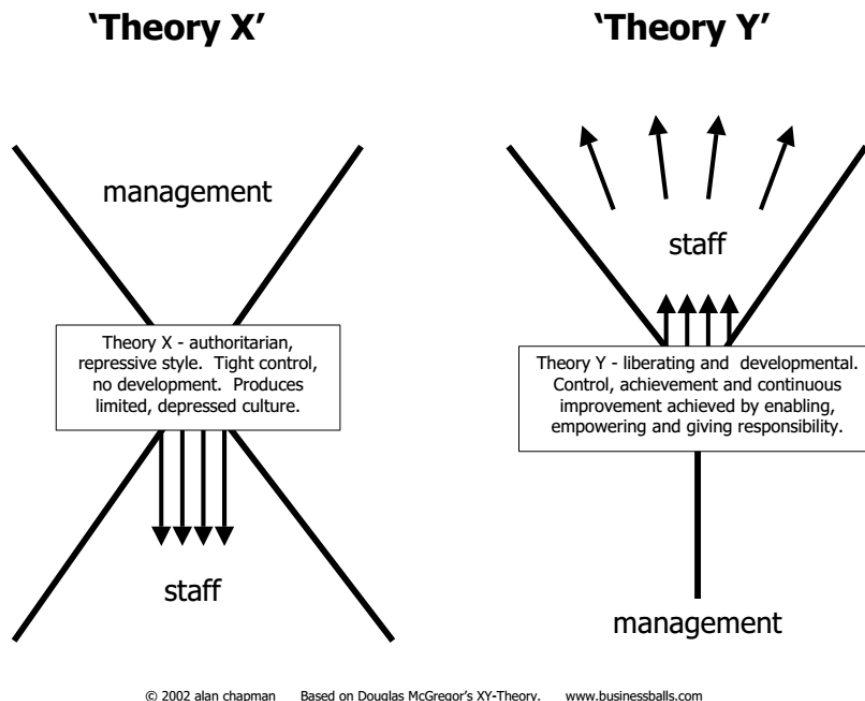 ‘Theory X’
management
Theory X - authoritarian,
repressive style. Tight control,
no development. Produces
limited, depressed culture.
staff
‘Theory Y’
staff
Theory Y - liberating and developmental.
Control, achievement and continuous
improvement achieved by enabling,
empowering and giving responsibility.
management
© 2002 alan chapman Based on Douglas McGregor's XY-Theory. www.businessballs.com